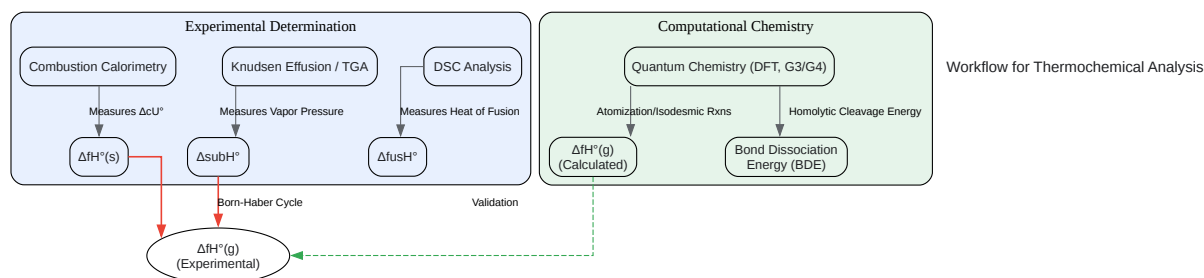 Experimental Determination
Computational Chemistry
Combustion Calorimetry
Knudsen Effusion / TGA
DSC Analysis
Quantum Chemistry (DFT, G3/G4)
Workflow for Thermochemical Analysis
Measures ΔcU°
Measures Vapor Pressure
Measures Heat of Fusion
Atomization/Isodesmic Rxns
Homolytic Cleavage Energy
ΔfH°(s)
ΔsubH°
ΔfusH°
ΔfH°(g)
(Calculated)
Bond Dissociation
Energy (BDE)
Born-Haber Cycle
Validation
ΔfH°(g)
(Experimental)